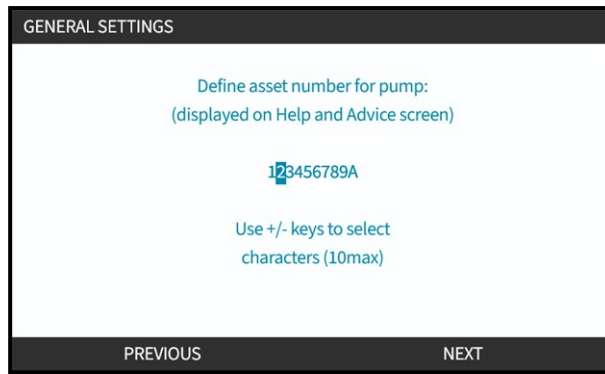 GENERAL SETTINGS
Define asset number for pump:
(displayed on Help and Advice screen)
123456789A
Use +/- keys to select
characters (10max)
PREVIOUS NEXT